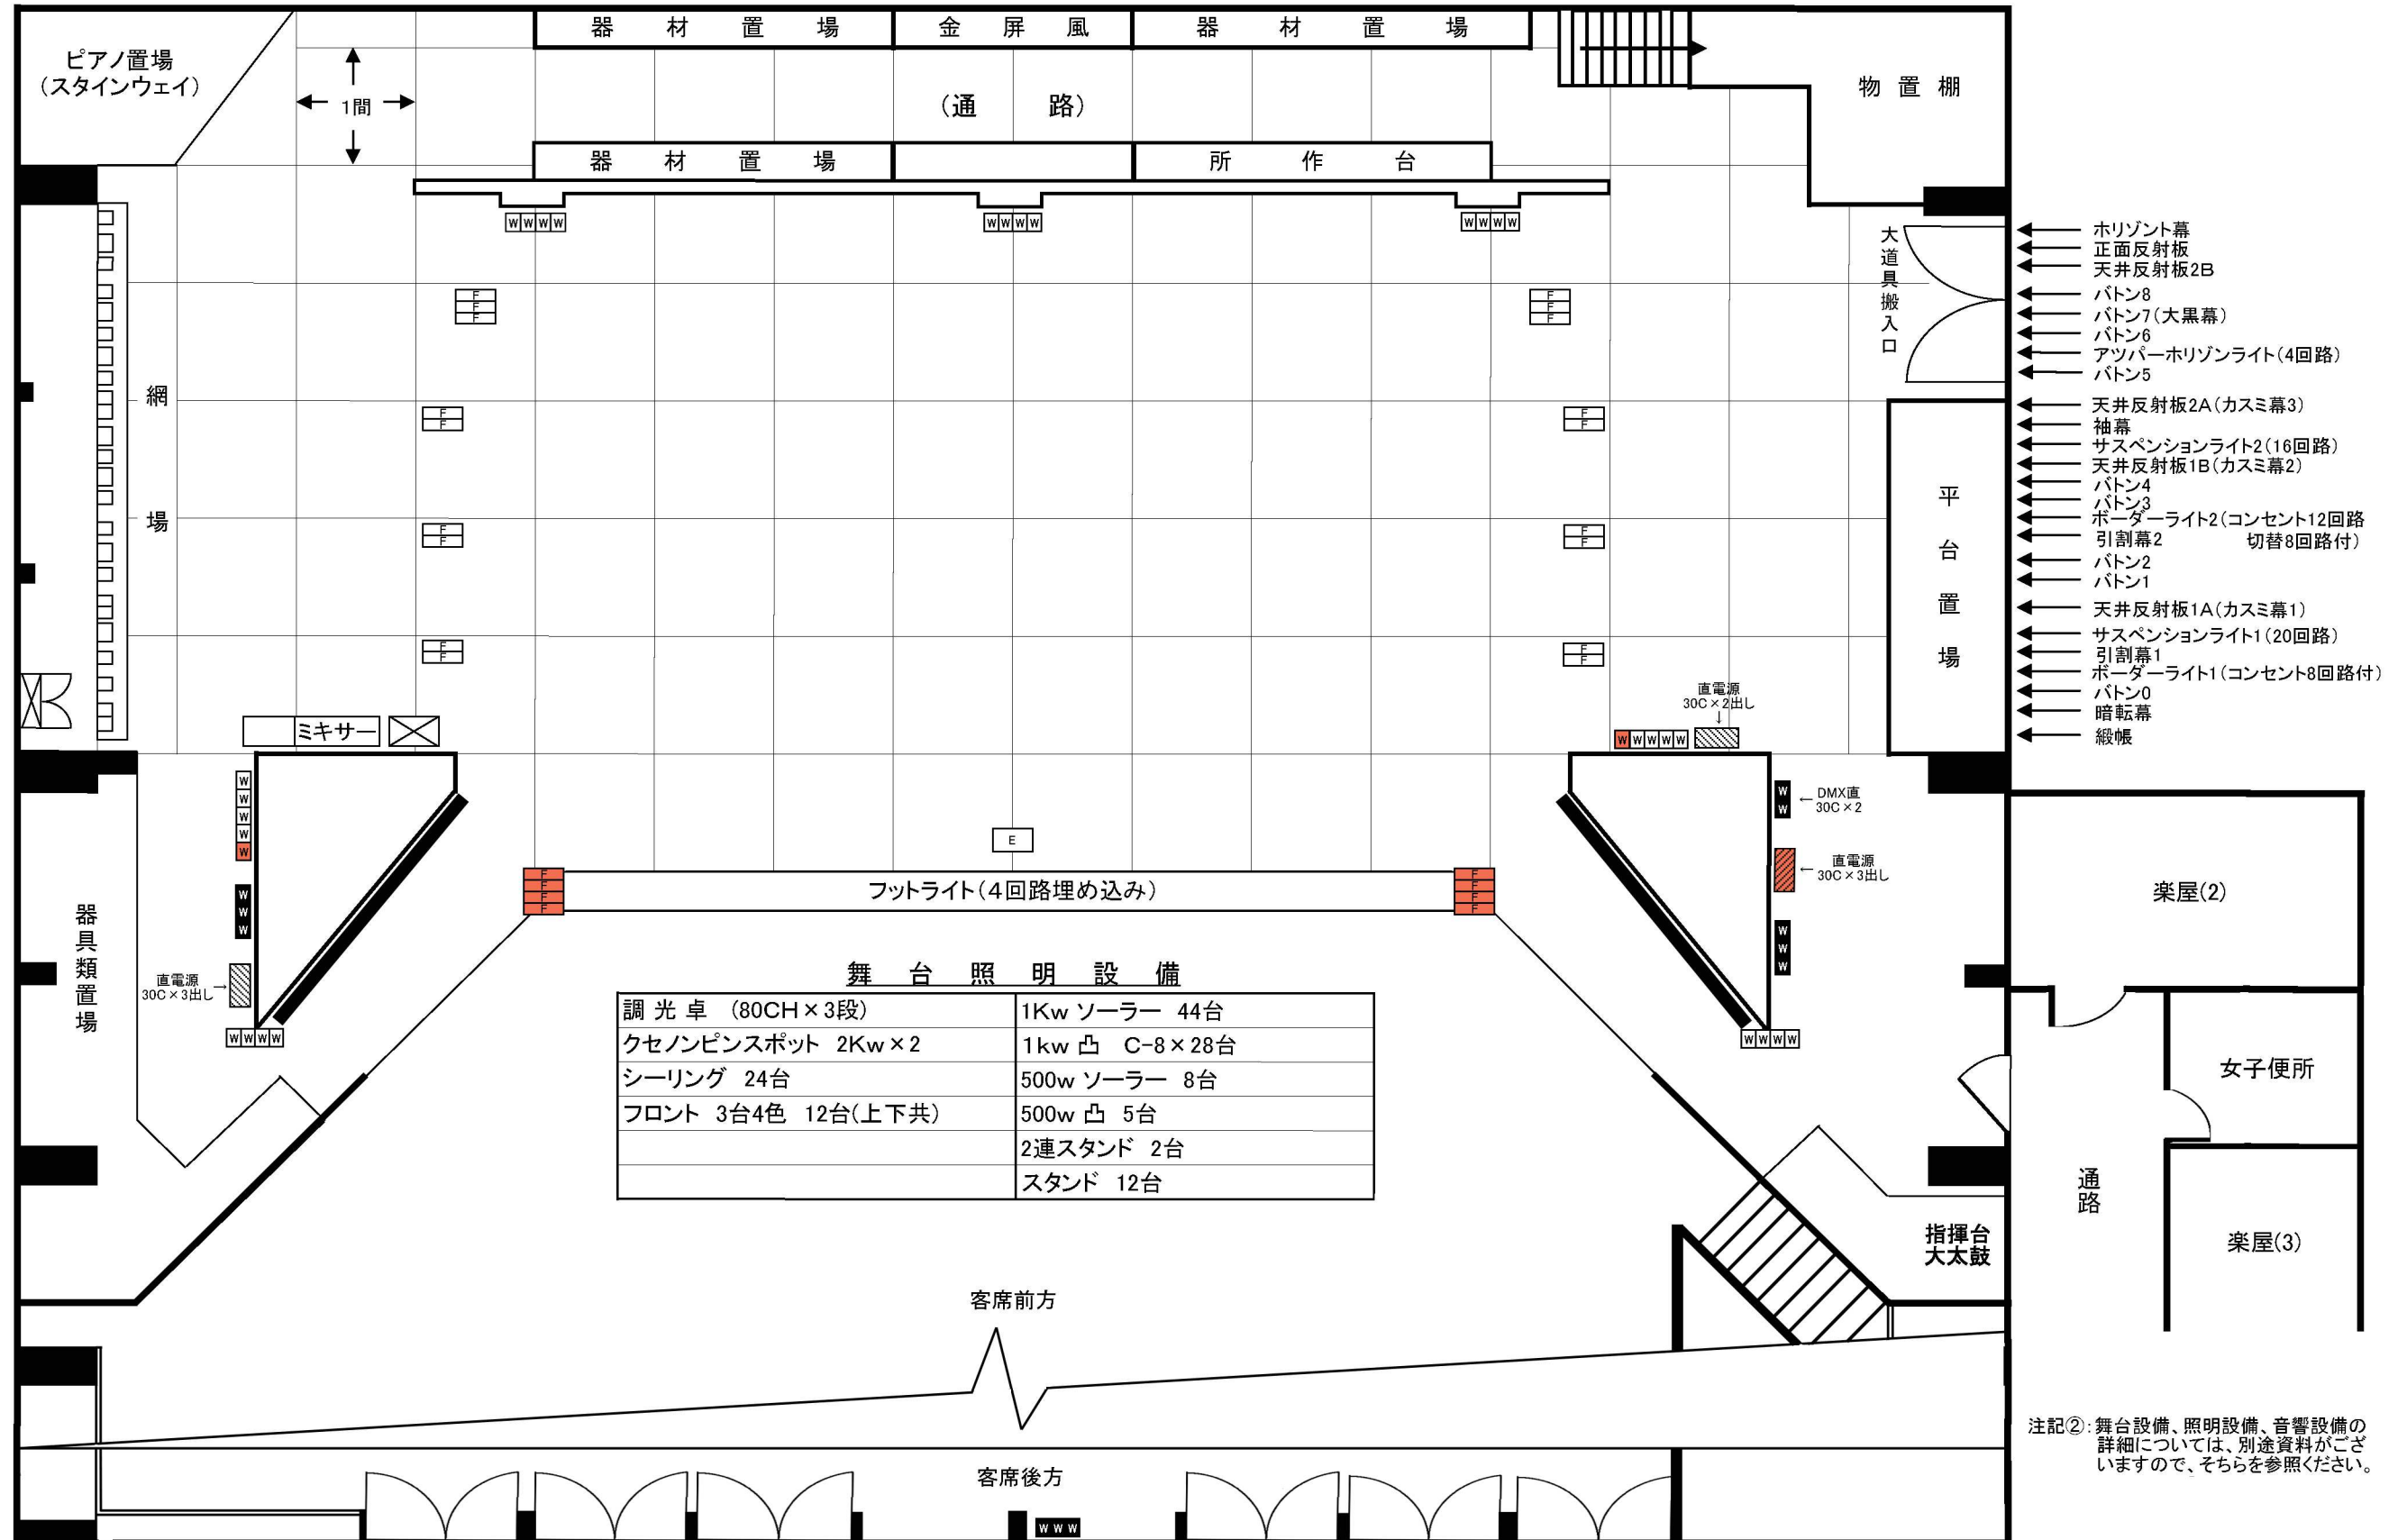 器材置場
金屏風
器材置場
ピアノ置場
(スタインウェイ)
1間
(通路)
物置棚
器材置場
所作台
W W W W
W W W W
W W W W
大道具搬入口
ホリゾント幕
正面反射板
天井反射板2B
バトン8
バトン7(大黒幕)
バトン6
アツパーホリゾンライト(4回路)
バトン5
天井反射板2A(カスミ幕3)
袖幕
サスペンションライト2(16回路)
天井反射板1B(カスミ幕2)
バトン4
バトン3
ボーダーライト2(コンセント12回路
引割幕2 切替8回路付)
バトン2
バトン1
天井反射板1A(カスミ幕1)
サスペンションライト1(20回路)
引割幕1
ボーダーライト1(コンセント8回路付)
バトン0
暗転幕
緞帳
F
F
F
F
F
F
網場
F
F
F
F
平台置場
F
F
F
F
F
F
F
F
直電源
30C×2出し
↓
ミキサー
W W W W W
W
W
W
W
W
W
W
← DMX直
30C×2
E
直電源
← 30C×3出し
F
F
F
F
フットライト(4回路埋め込み)
F
F
F
F
楽屋(2)
W
W
W
W
W
W
器具類置場
直電源
30C×3出し →
W W W W
W W W W
舞台照明設備
調光卓 (80CH×3段) 1Kw ソーラー 44台
クセノンピンスポット 2Kw×2 1kw 凸 C-8×28台
シーリング 24台 500w ソーラー 8台
フロント 3台4色 12台(上下共) 500w 凸 5台
2連スタンド 2台
スタンド 12台
女子便所
通路
指揮台
大太鼓
楽屋(3)
客席前方
注記②:舞台設備、照明設備、音響設備の
詳細については、別途資料がござ
いますので、そちらを参照ください。
客席後方
W W W